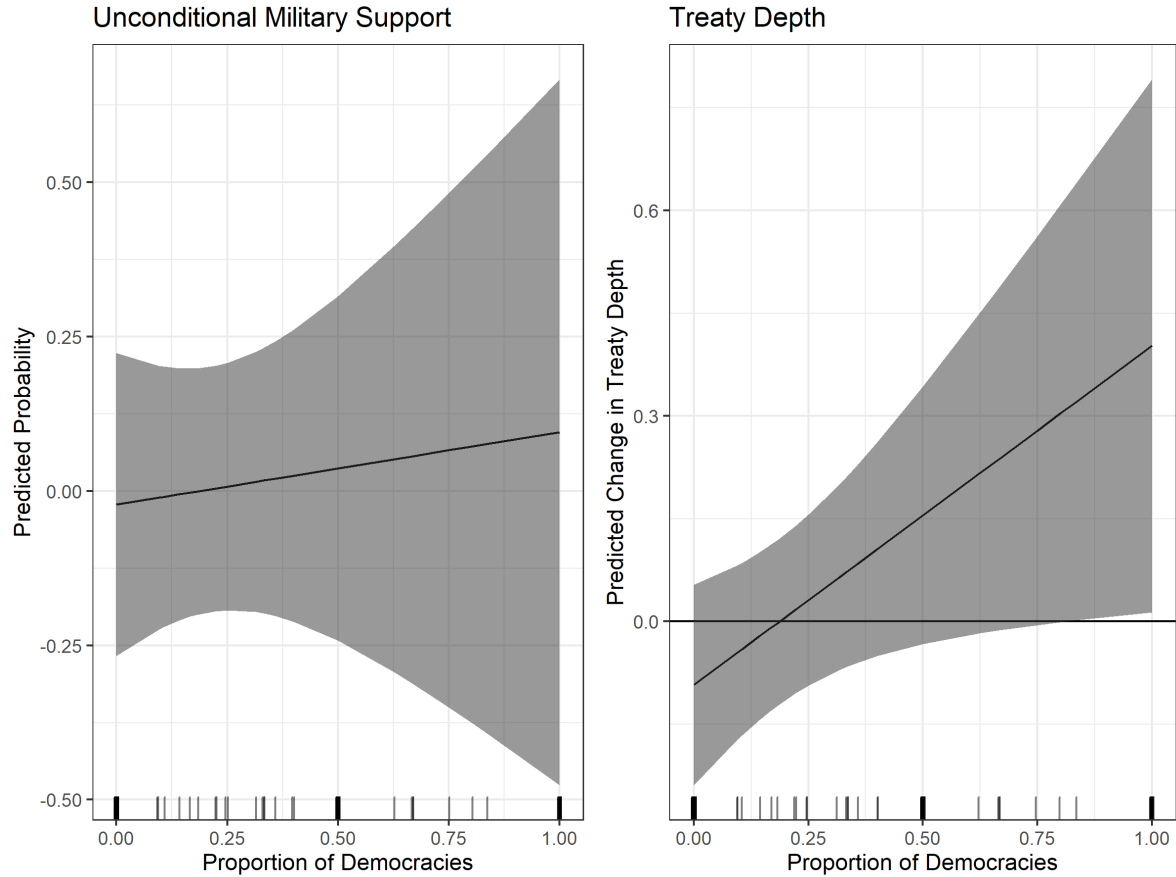 Unconditional Military Support
Predicted Probability
0.50
0.25
0.00
-0.25
-0.50
0.00 0.25 0.50 0.75 1.00
Proportion of Democracies
Treaty Depth
Predicted Change in Treaty Depth
0.6
0.3
0.0
0.00 0.25 0.50 0.75 1.00
Proportion of Democracies